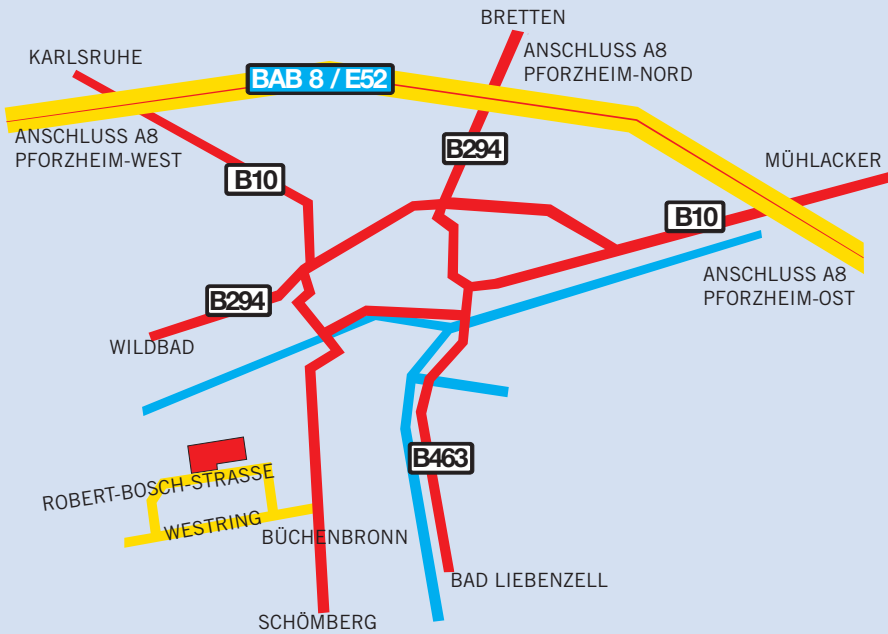 BRETTEN
KARLSRUHE
ANSCHLUSS A8
PFORZHEIM-NORD
BAB 8 / E52
ANSCHLUSS A8
PFORZHEIM-WEST
B294
MÜHLACKER
B10
B10
ANSCHLUSS A8
PFORZHEIM-OST
B294
WILDBAD
B463
ROBERT-BOSCH-STRASSE
WESTRING
BÜCHENBRONN
BAD LIEBENZELL
SCHÖMBERG